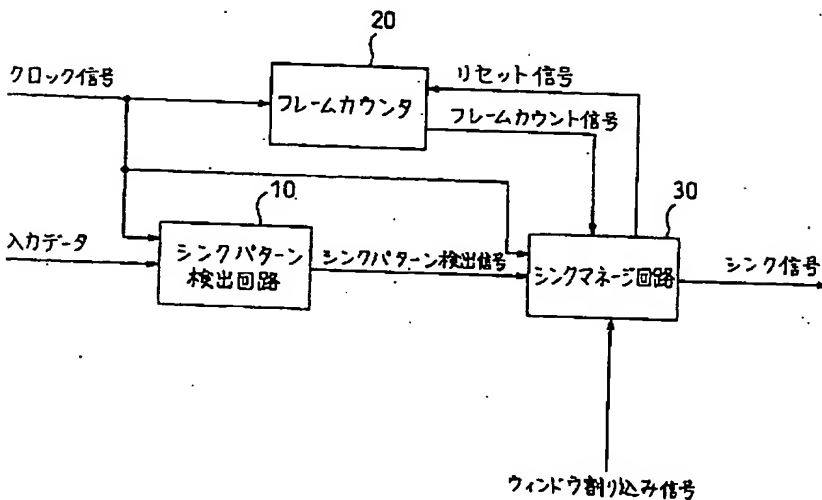 20
クロック信号
リセット信号
フレームカウンタ
フレームカウント信号
10
30
入力データ
シンクパターン
検出回路
シンクパターン検出信号
シンクマネージ回路
シンク信号
ウィンドウ割り込み信号